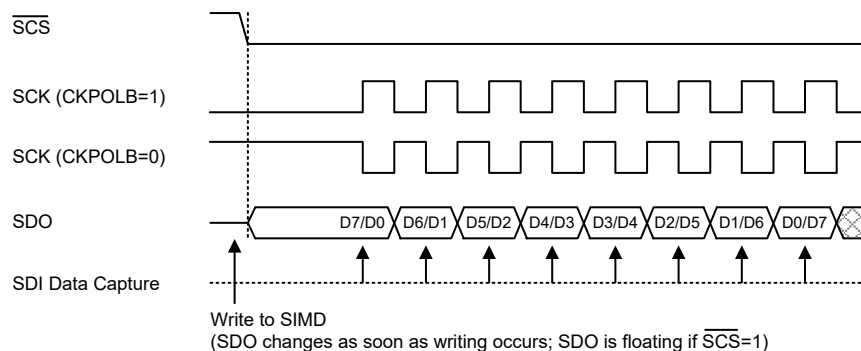 S̅C̅S̅
SCK (CKPOLB=1)
SCK (CKPOLB=0)
SDO
D7/D0 D6/D1 D5/D2 D4/D3 D3/D4 D2/D5 D1/D6 D0/D7
SDI Data Capture
Write to SIMD
(SDO changes as soon as writing occurs; SDO is floating if S̅C̅S̅=1)